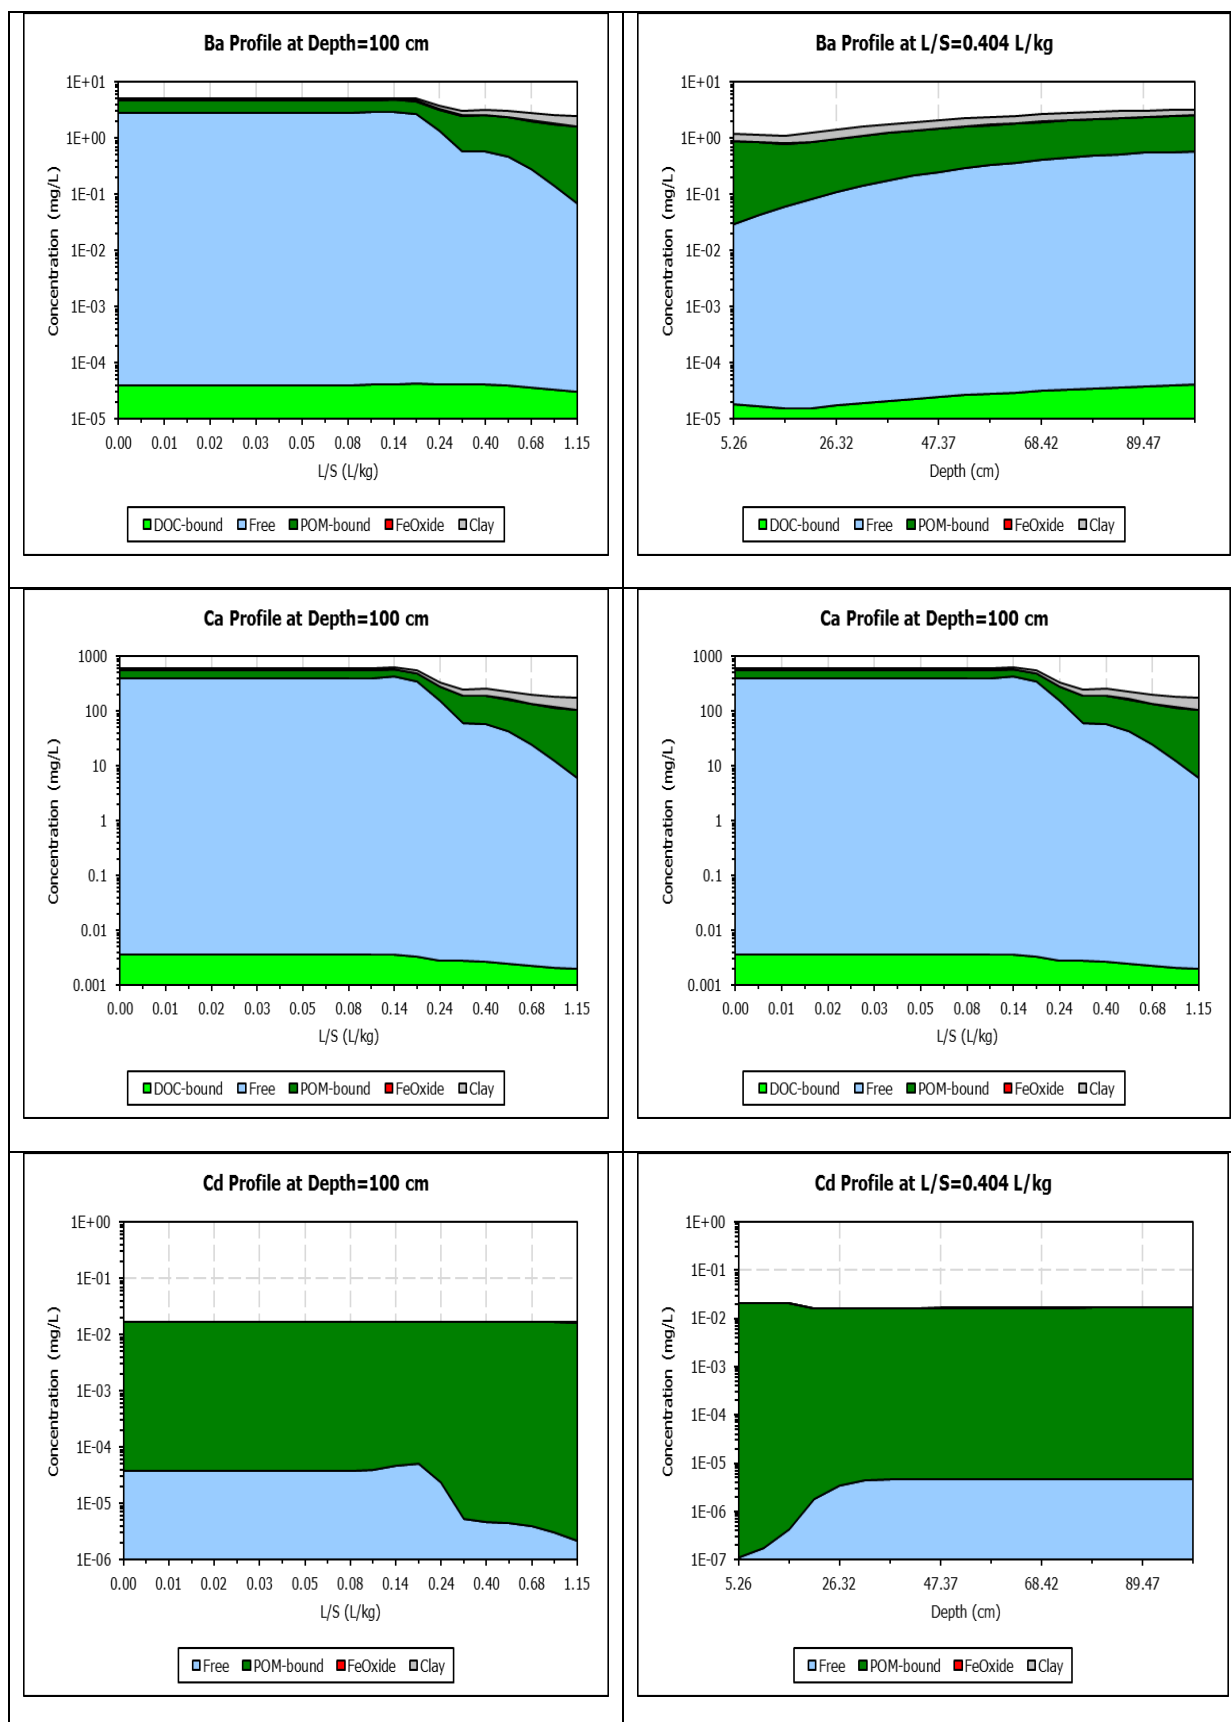 Ba Profile at Depth=100 cm
Concentration (mg/L)
1E+01
1E+00
1E-01
1E-02
1E-03
1E-04
1E-05
0.00 0.01 0.02 0.03 0.05 0.08 0.14 0.24 0.40 0.68 1.15
L/S (L/kg)
DOC-bound Free POM-bound FeOxide Clay
Ba Profile at L/S=0.404 L/kg
Concentration (mg/L)
1E+01
1E+00
1E-01
1E-02
1E-03
1E-04
1E-05
5.26 26.32 47.37 68.42 89.47
Depth (cm)
DOC-bound Free POM-bound FeOxide Clay
Ca Profile at Depth=100 cm
Concentration (mg/L)
1000
100
10
1
0.1
0.01
0.001
0.00 0.01 0.02 0.03 0.05 0.08 0.14 0.24 0.40 0.68 1.15
L/S (L/kg)
DOC-bound Free POM-bound FeOxide Clay
Ca Profile at Depth=100 cm
Concentration (mg/L)
1000
100
10
1
0.1
0.01
0.001
0.00 0.01 0.02 0.03 0.05 0.08 0.14 0.24 0.40 0.68 1.15
L/S (L/kg)
DOC-bound Free POM-bound FeOxide Clay
Cd Profile at Depth=100 cm
Concentration (mg/L)
1E+00
1E-01
1E-02
1E-03
1E-04
1E-05
1E-06
0.00 0.01 0.02 0.03 0.05 0.08 0.14 0.24 0.40 0.68 1.15
L/S (L/kg)
Free POM-bound FeOxide Clay
Cd Profile at L/S=0.404 L/kg
Concentration (mg/L)
1E+00
1E-01
1E-02
1E-03
1E-04
1E-05
1E-06
1E-07
5.26 26.32 47.37 68.42 89.47
Depth (cm)
Free POM-bound FeOxide Clay